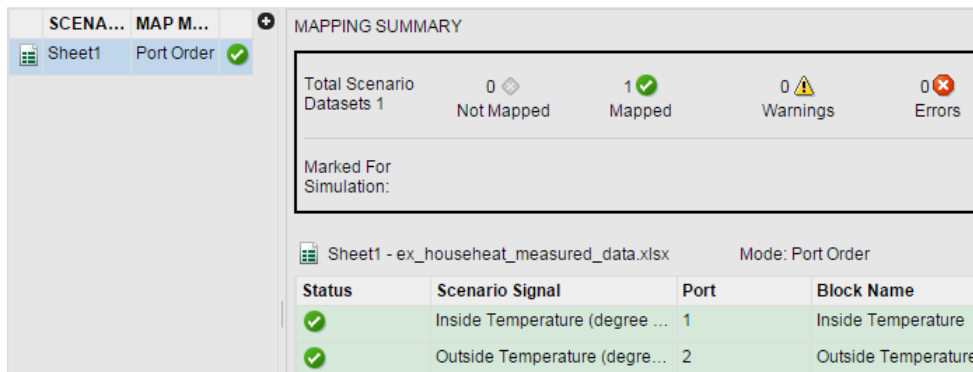 SCENA... MAP M...
Sheet1 Port Order
MAPPING SUMMARY
Total Scenario
Datasets 1
0
Not Mapped
1
Mapped
0
Warnings
0
Errors
Marked For
Simulation:
Sheet1 - ex_househeat_measured_data.xlsx Mode: Port Order
Status Scenario Signal Port Block Name
Inside Temperature (degree ... 1 Inside Temperature
Outside Temperature (degre... 2 Outside Temperature